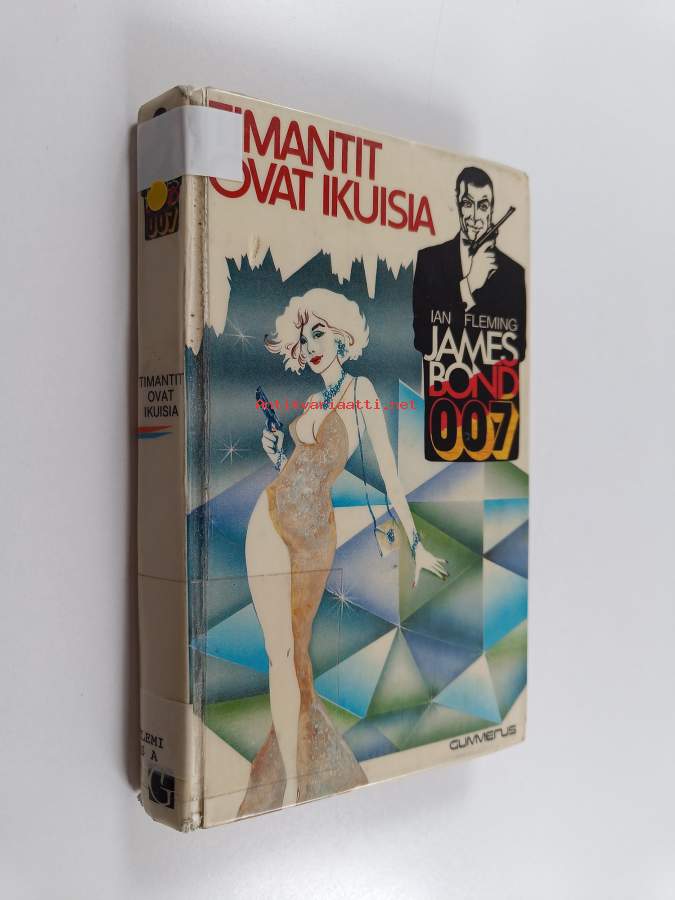 TIMANTIT
OVAT IKUISIA
IAN FLEMING
JAMES
BOND
007
Antikvariaatti.net
GUMMERUS
007
TIMANTIT
OVAT
IKUISIA
A
G